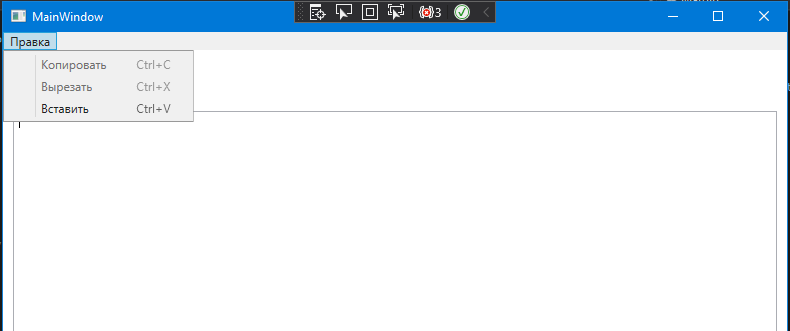 MainWindow
3
Правка
Копировать Ctrl+C
Вырезать Ctrl+X
Вставить Ctrl+V